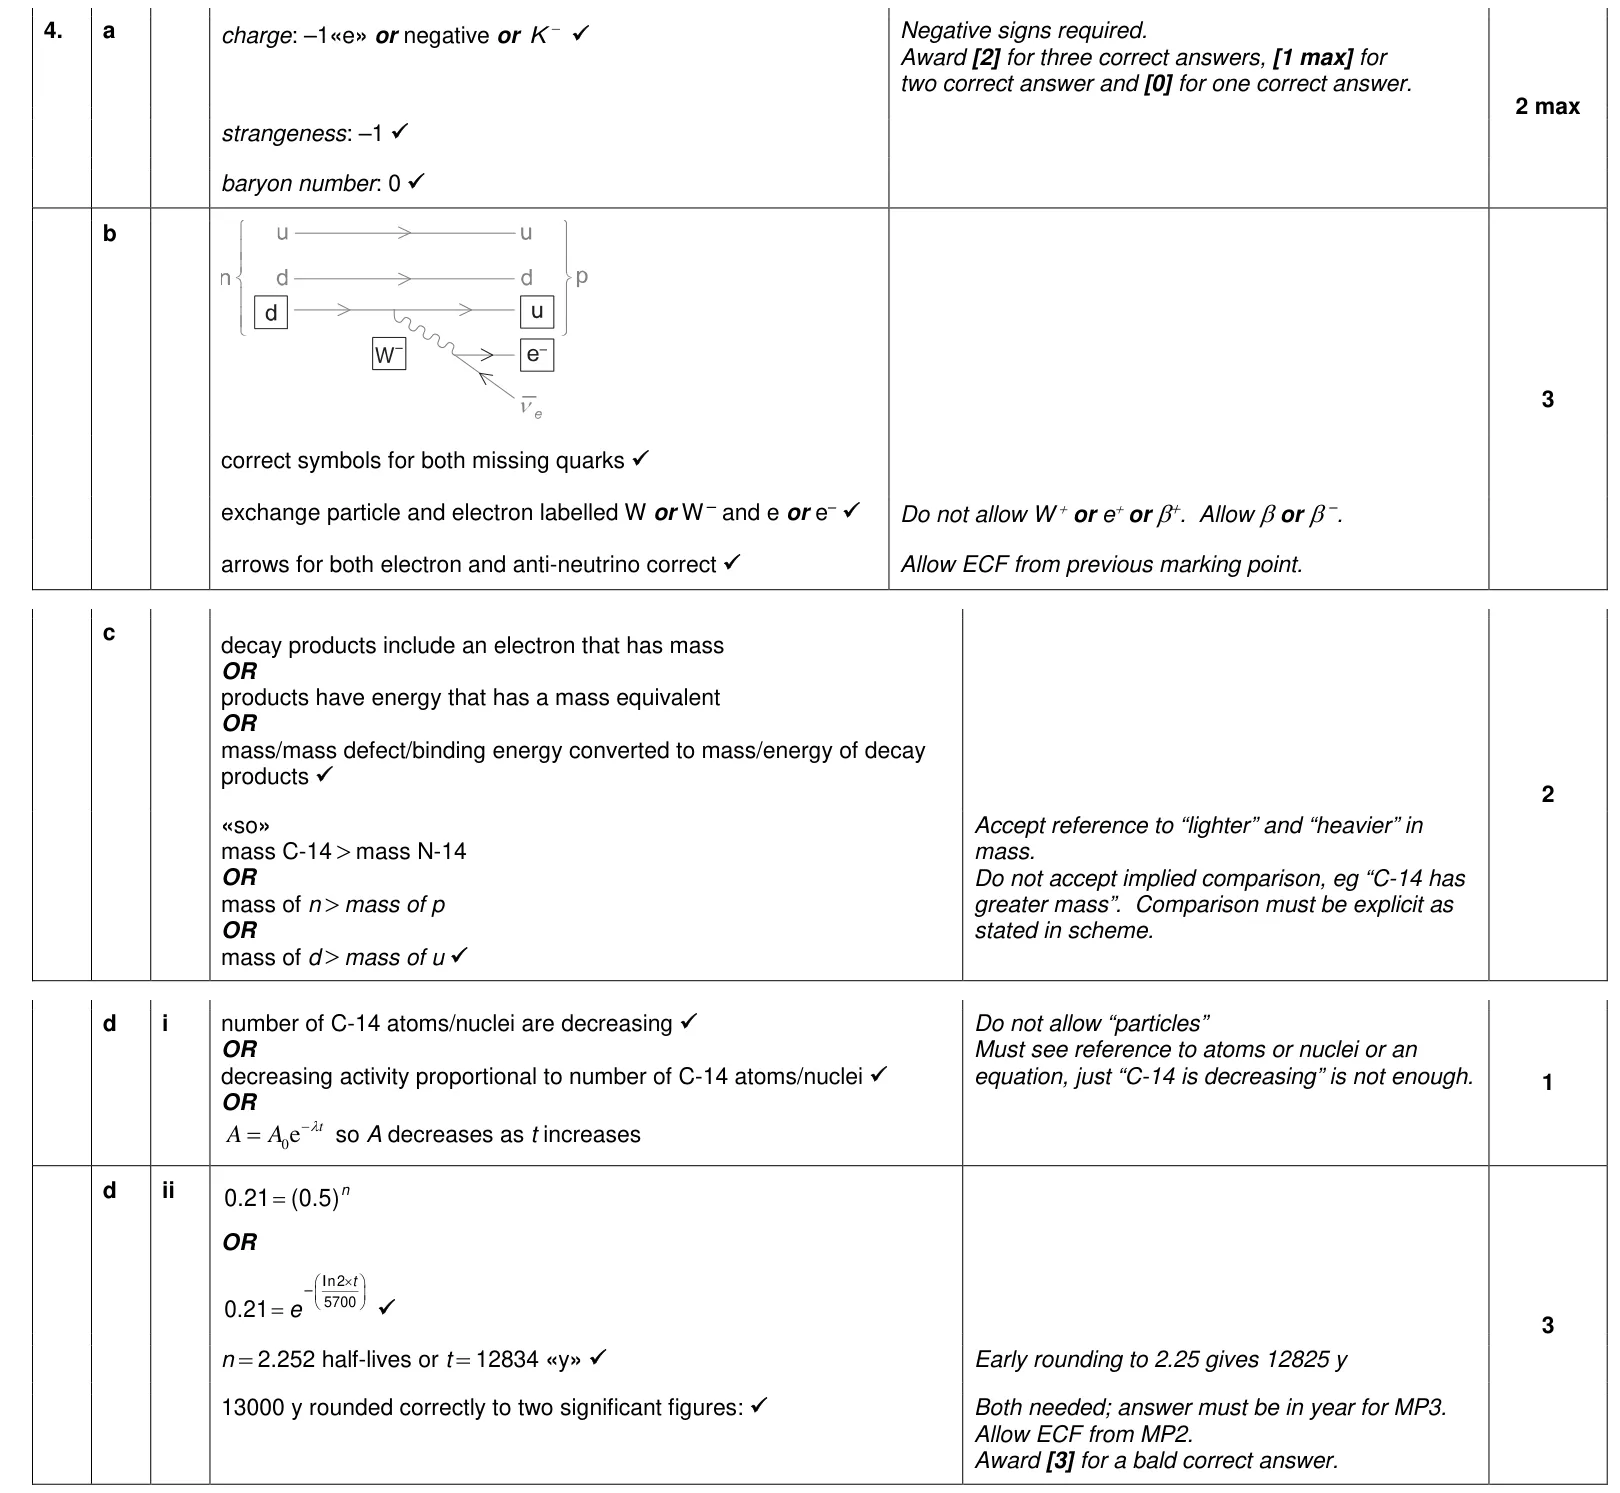 4. a charge: –1«e» or negative or K⁻ ✓ Negative signs required.
Award [2] for three correct answers, [1 max] for
two correct answer and [0] for one correct answer.
2 max
strangeness: –1 ✓
baryon number: 0 ✓
b
u u
n { d d } p
d u
W⁻ e⁻
ν̅ₑ
3
correct symbols for both missing quarks ✓
exchange particle and electron labelled W or W⁻ and e or e⁻ ✓ Do not allow W⁺ or e⁺ or β⁺. Allow β or β⁻.
arrows for both electron and anti-neutrino correct ✓ Allow ECF from previous marking point.
c
decay products include an electron that has mass
OR
products have energy that has a mass equivalent
OR
mass/mass defect/binding energy converted to mass/energy of decay
products ✓
2
«so» Accept reference to “lighter” and “heavier” in
mass C-14 > mass N-14 mass.
OR Do not accept implied comparison, eg “C-14 has
mass of n > mass of p greater mass”. Comparison must be explicit as
OR stated in scheme.
mass of d > mass of u ✓
d i number of C-14 atoms/nuclei are decreasing ✓ Do not allow “particles”
OR Must see reference to atoms or nuclei or an
decreasing activity proportional to number of C-14 atoms/nuclei ✓ equation, just “C-14 is decreasing” is not enough. 1
OR
A = A₀e^(−λt) so A decreases as t increases
d ii 0.21 = (0.5)ⁿ
OR
0.21 = e^−(ln2×t/5700) ✓
3
n = 2.252 half-lives or t = 12834 «y» ✓ Early rounding to 2.25 gives 12825 y
13000 y rounded correctly to two significant figures: ✓ Both needed; answer must be in year for MP3.
Allow ECF from MP2.
Award [3] for a bald correct answer.